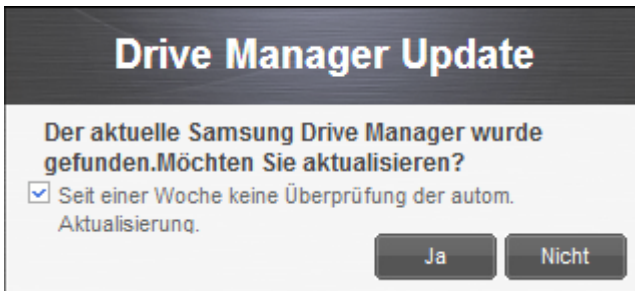 Drive Manager Update
Der aktuelle Samsung Drive Manager wurde
gefunden.Möchten Sie aktualisieren?
Seit einer Woche keine Überprüfung der autom.
Aktualisierung.
Ja
Nicht